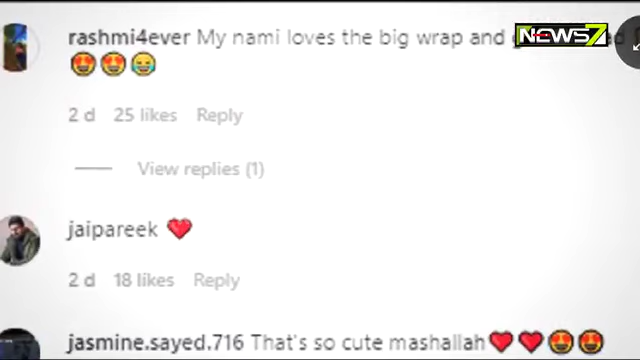 NEWS7
rashmi4ever My nami loves the big wrap and
😍😍😂
2 d 25 likes Reply
View replies (1)
jaipareek ❤️
2 d 18 likes Reply
jasmine.sayed.716 That's so cute mashallah❤️❤️😍😍